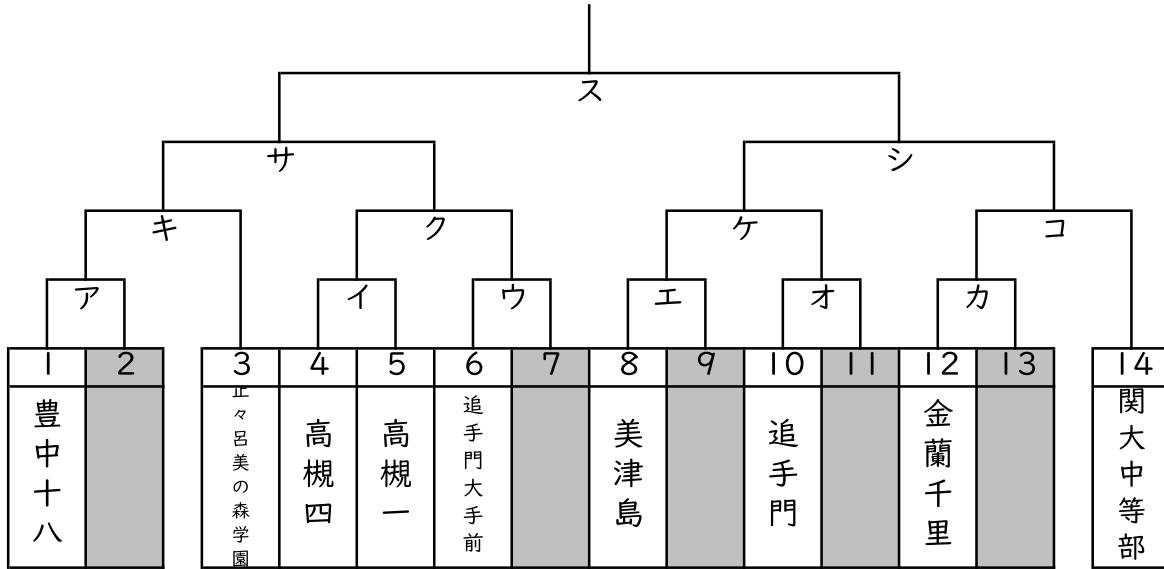 ス
サ
シ
キ
ク
ケ
コ
ア
イ
ウ
エ
オ
カ
1
2
3
4
5
6
7
8
9
10
11
12
13
14
豊中十八
止々呂美の森学園
高槻四
高槻一
追手門大手前
美津島
追手門
金蘭千里
関大中等部